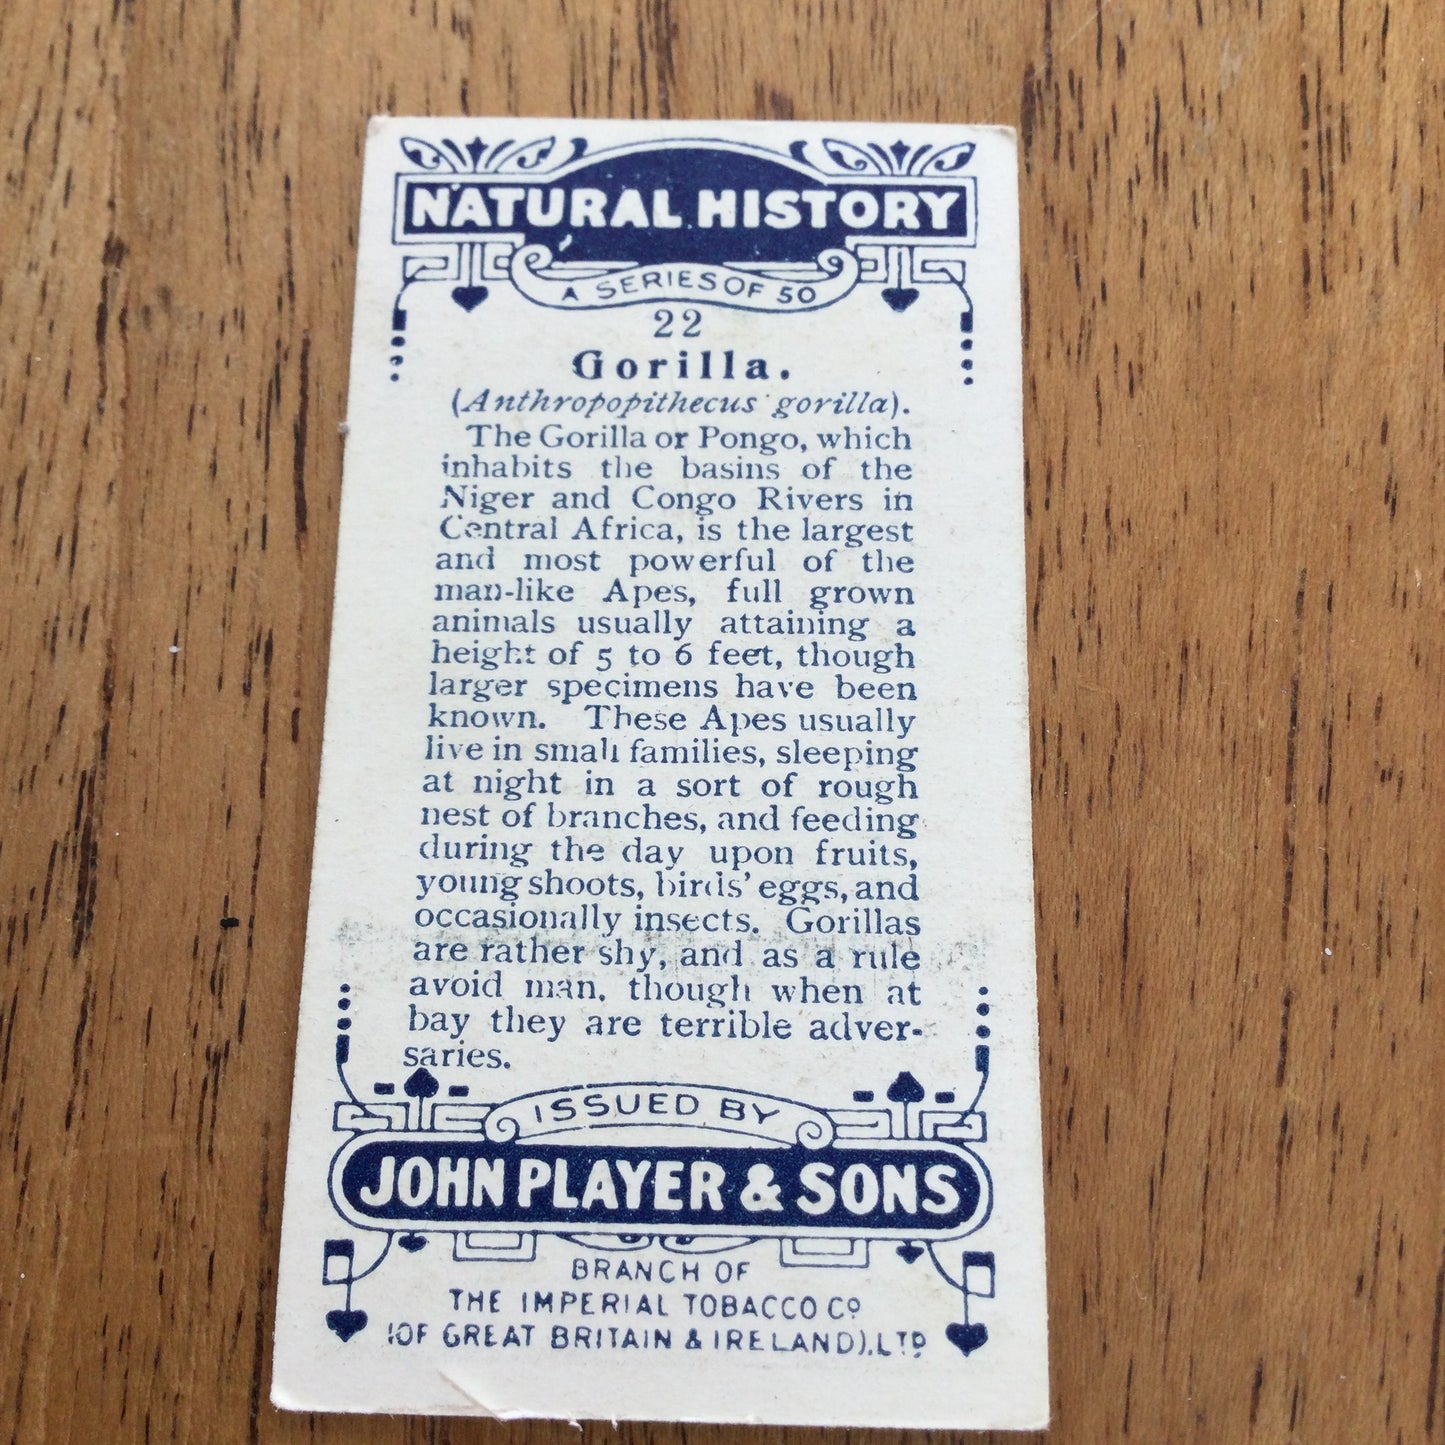 NATURAL HISTORY
A SERIES OF 50
22
Gorilla.
(Anthropopithecus gorilla).
The Gorilla or Pongo, which
inhabits the basins of the
Niger and Congo Rivers in
Central Africa, is the largest
and most powerful of the
man-like Apes, full grown
animals usually attaining a
height of 5 to 6 feet, though
larger specimens have been
known. These Apes usually
live in small families, sleeping
at night in a sort of rough
nest of branches, and feeding
during the day upon fruits,
young shoots, birds' eggs, and
occasionally insects. Gorillas
are rather shy, and as a rule
avoid man, though when at
bay they are terrible adver-
saries.
ISSUED BY
JOHN PLAYER & SONS
BRANCH OF
THE IMPERIAL TOBACCO Cº
(OF GREAT BRITAIN & IRELAND), LTD